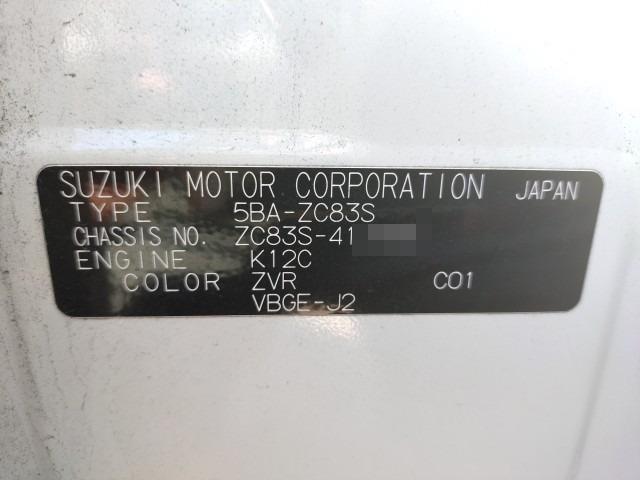 SUZUKI MOTOR CORPORATION JAPAN
TYPE 5BA-ZC83S
CHASSIS NO. ZC83S-41
ENGINE K12C
COLOR ZVR C01
VBGE-J2